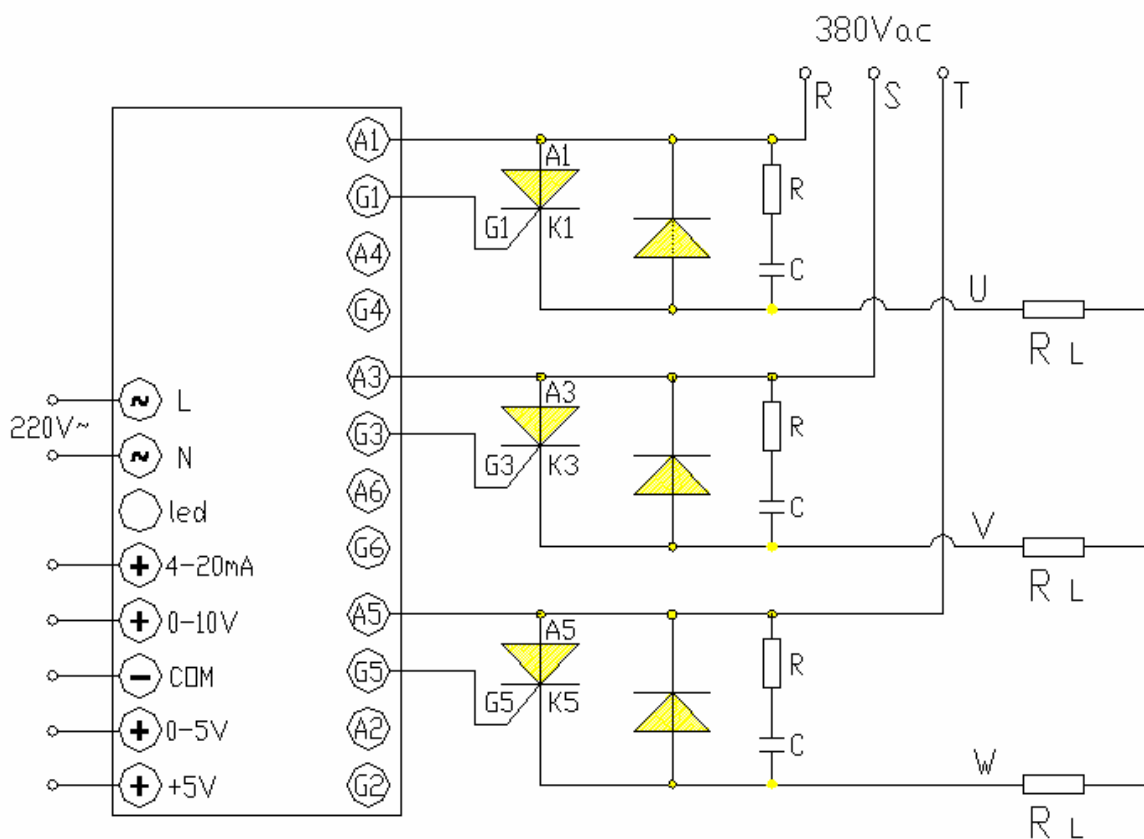 380Vac
R S T
A1
A1
G1
R
G1 K1
A4
C
G4
U
R L
A3
A3
L
R
220V~
G3
G3 K3
N
A6
C
led
V
G6
4-20mA
R L
A5
0-10V
A5
R
COM
G5
G5 K5
0-5V
A2
C
W
+5V
G2
R L